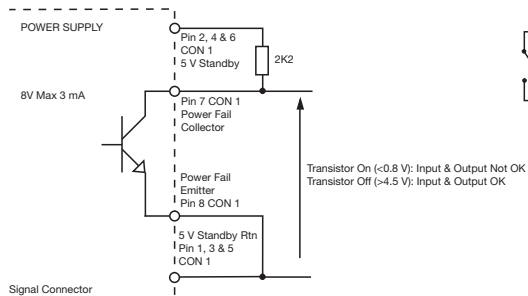 POWER SUPPLY
Pin 2, 4 & 6
CON 1
5 V Standby
2K2
8V Max 3 mA
Pin 7 CON 1
Power Fail
Collector
Transistor On (<0.8 V): Input & Output Not OK
Transistor Off (>4.5 V): Input & Output OK
Power Fail
Emitter
Pin 8 CON 1
5 V Standby Rtn
Pin 1, 3 & 5
CON 1
Signal Connector